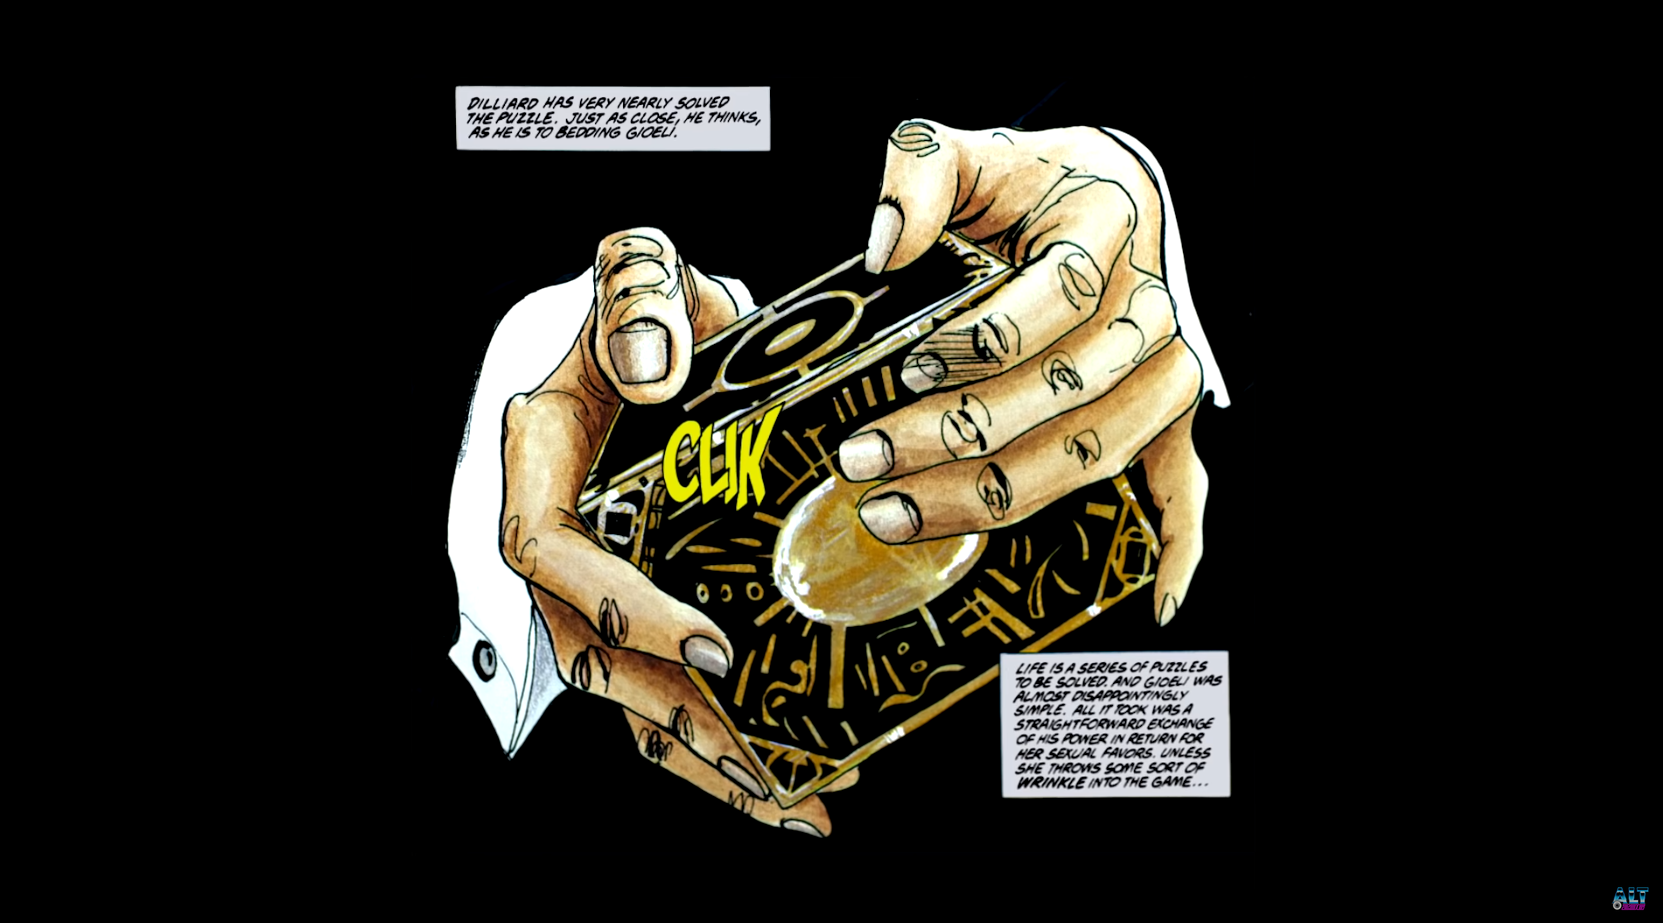 DILLIARD HAS VERY NEARLY SOLVED
THE PUZZLE. JUST AS CLOSE, HE THINKS,
AS HE IS TO BEDDING GIOELI.
CLIK
LIFE IS A SERIES OF PUZZLES
TO BE SOLVED. AND GIOELI WAS
ALMOST DISAPPOINTINGLY
SIMPLE. ALL IT TOOK WAS A
STRAIGHTFORWARD EXCHANGE
OF HIS POWER IN RETURN FOR
HER SEXUAL FAVORS. UNLESS
SHE THROWS SOME SORT OF
WRINKLE INTO THE GAME...
ALT